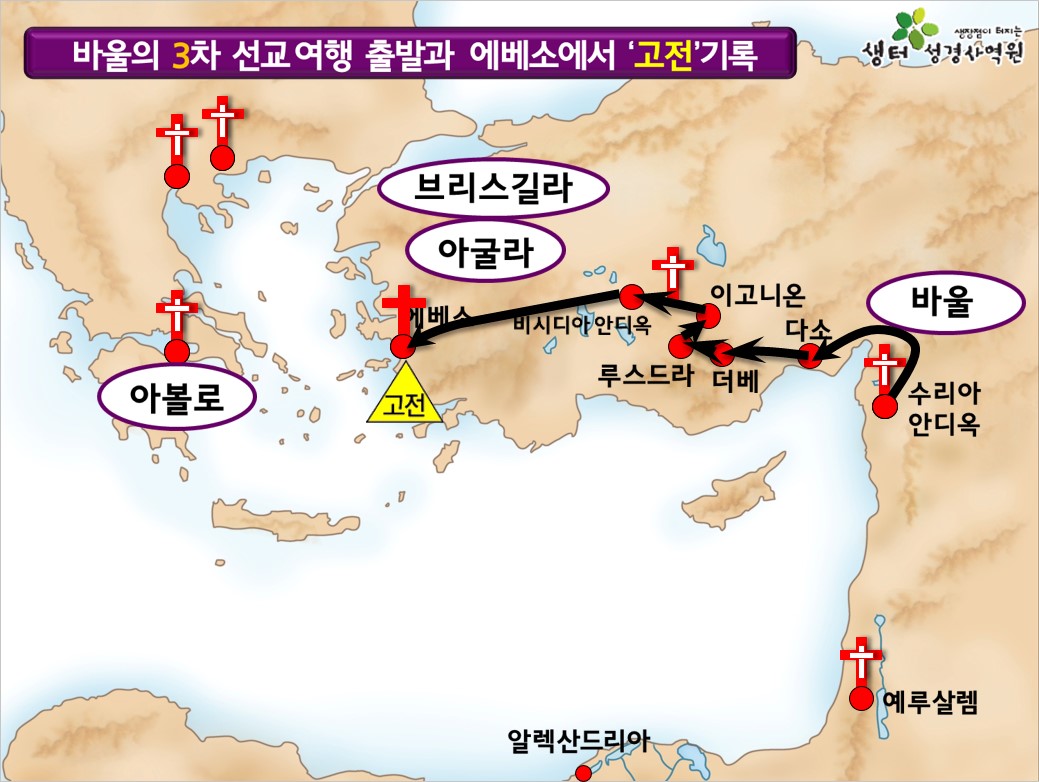 바울의 3차 선교여행 출발과 에베소에서 '고전'기록
생장점이 터지는
생터 성경사역원
브리스길라
아굴라
바울
이고니온
에베소
비시디아안디옥
다소
루스드라
더베
수리아
안디옥
아볼로
고전
예루살렘
알렉산드리아